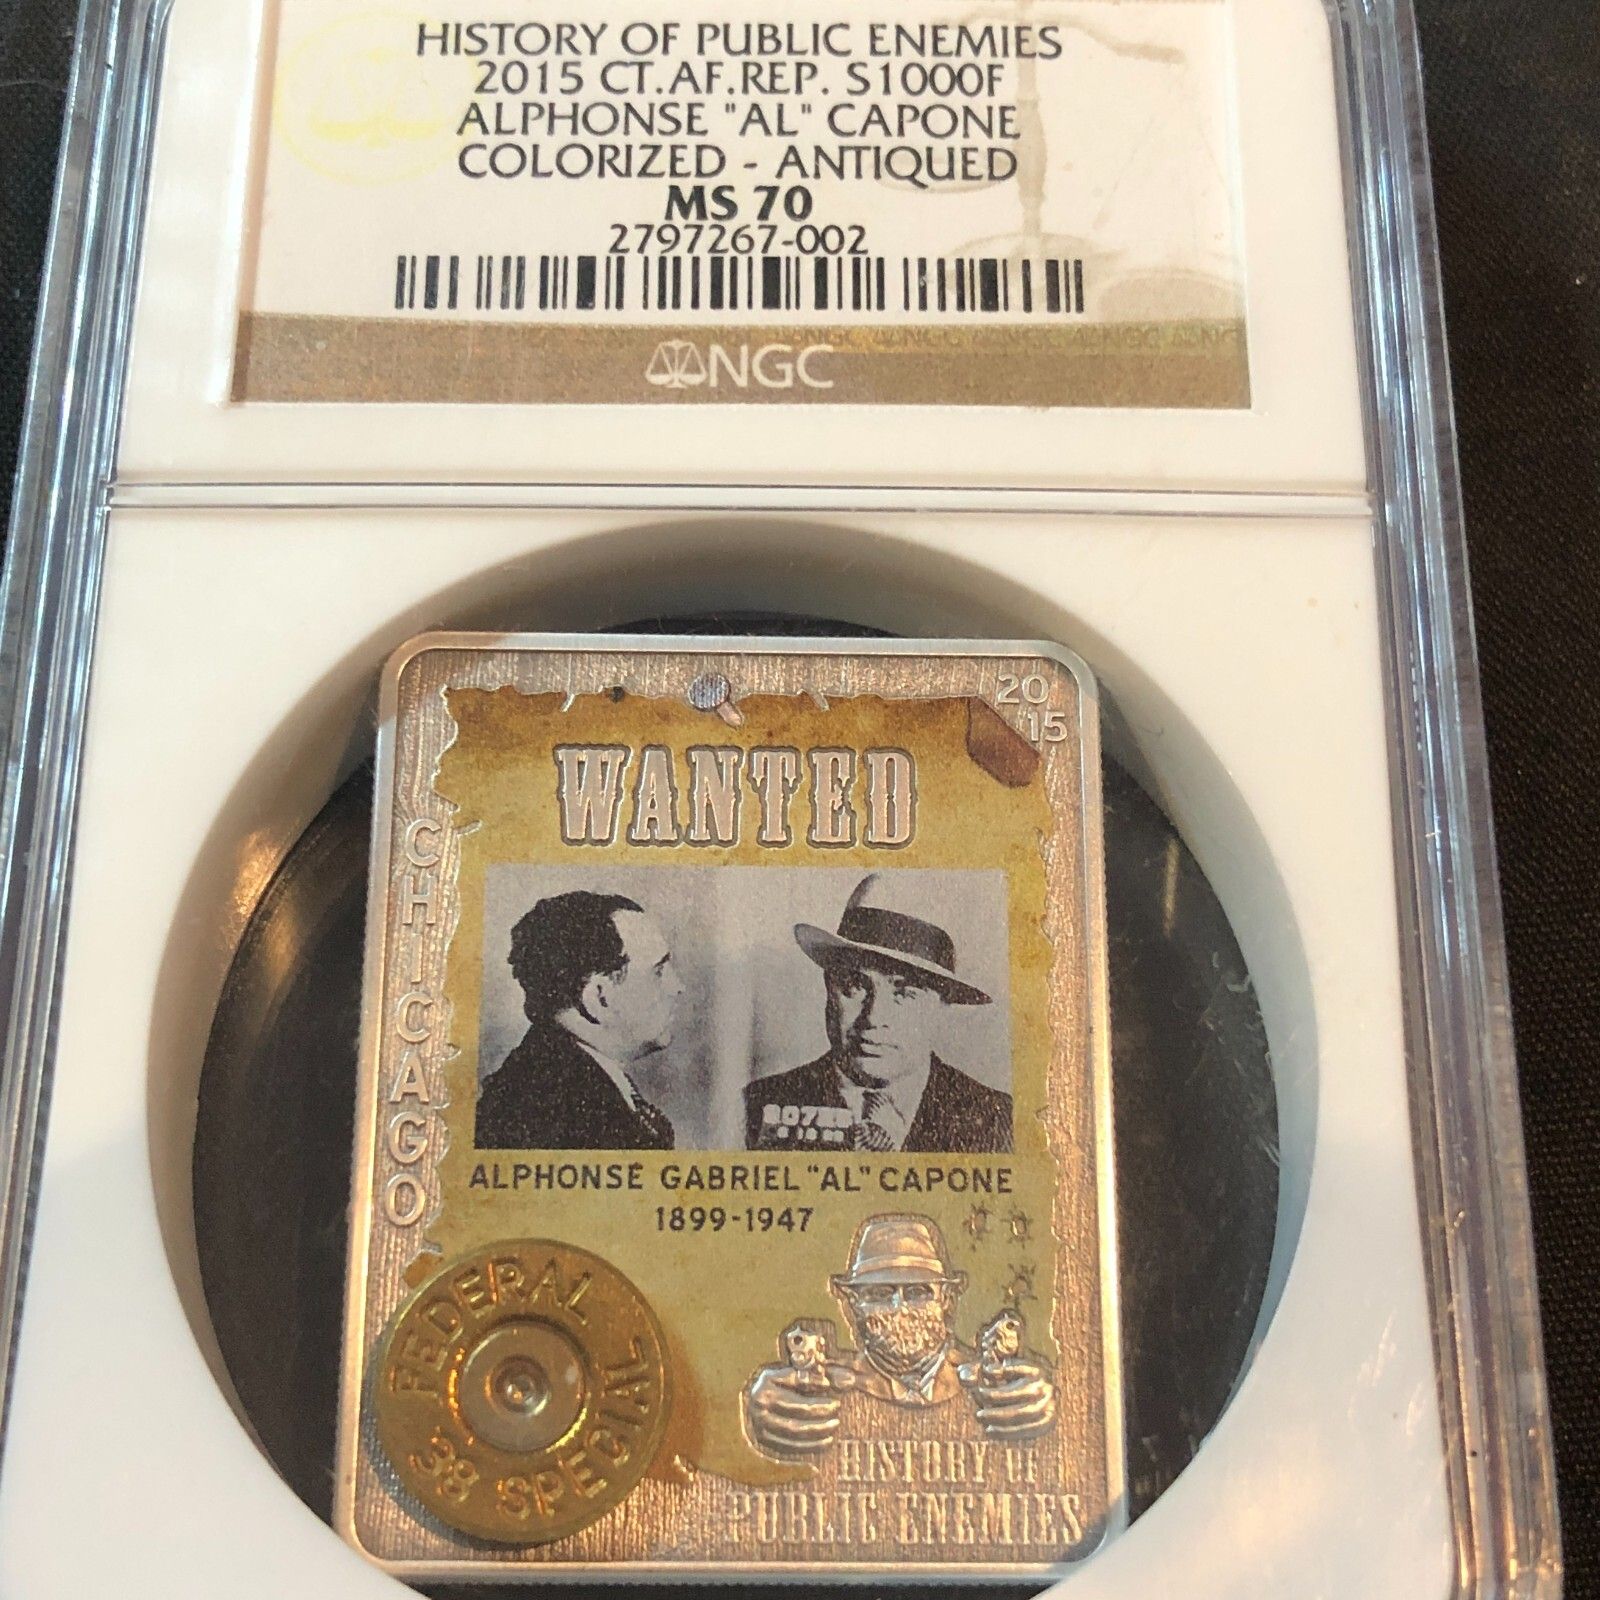 HISTORY OF PUBLIC ENEMIES
2015 CT.AF.REP. S1000F
ALPHONSE "AL" CAPONE
COLORIZED - ANTIQUED
MS 70
2797267-002
NGC
20
15
WANTED
CHICAGO
ALPHONSE GABRIEL "AL" CAPONE
1899-1947
FEDERAL
38 SPECIAL
HISTORY OF
PUBLIC ENEMIES